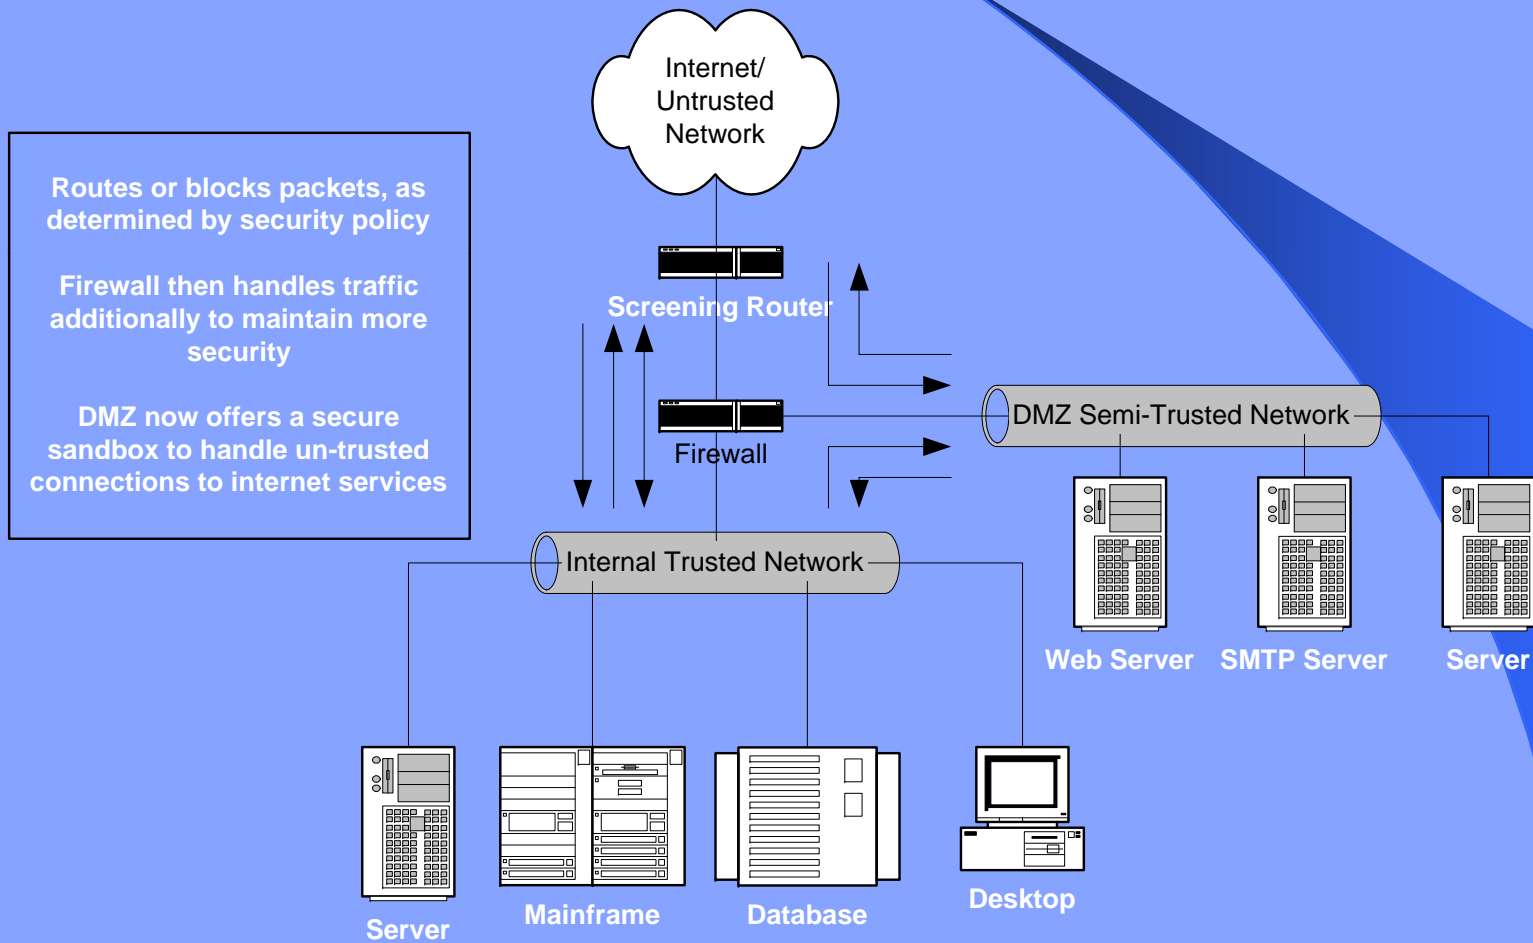 Internet/
Untrusted
Network
Routes or blocks packets, as
determined by security policy
Firewall then handles traffic
additionally to maintain more
security
DMZ now offers a secure
sandbox to handle un-trusted
connections to internet services
Screening Router
Firewall
DMZ Semi-Trusted Network
Internal Trusted Network
Web Server
SMTP Server
Server
Server
Mainframe
Database
Desktop